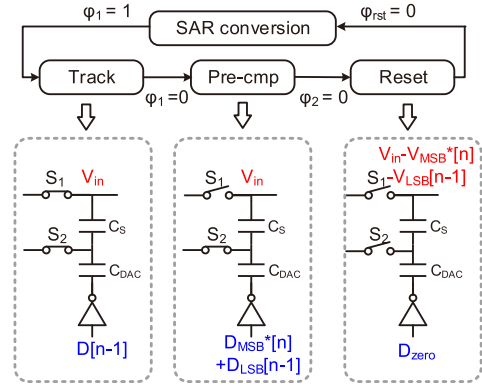 φ1 = 1
SAR conversion
φrst = 0
Track
φ1 =0
Pre-cmp
φ2 = 0
Reset
S1
Vin
CS
S2
CDAC
D[n-1]
S1
Vin
CS
S2
CDAC
DMSB*[n]
+DLSB[n-1]
Vin-VMSB*[n]
S1
-VLSB[n-1]
CS
S2
CDAC
Dzero